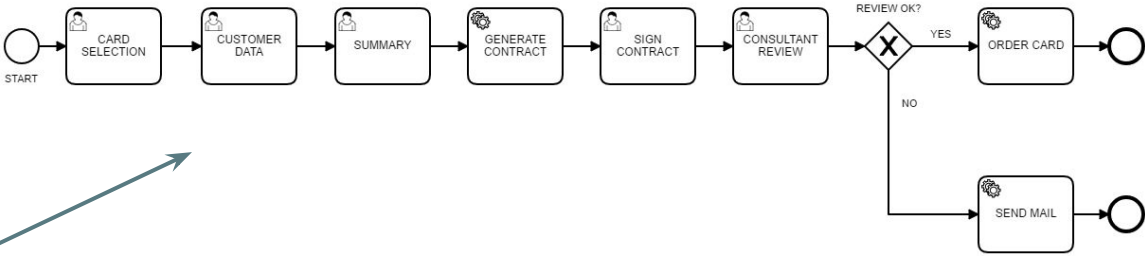 REVIEW OK?
CARD
SELECTION
CUSTOMER
DATA
SUMMARY
GENERATE
CONTRACT
SIGN
CONTRACT
CONSULTANT
REVIEW
X
YES
ORDER CARD
START
NO
SEND MAIL